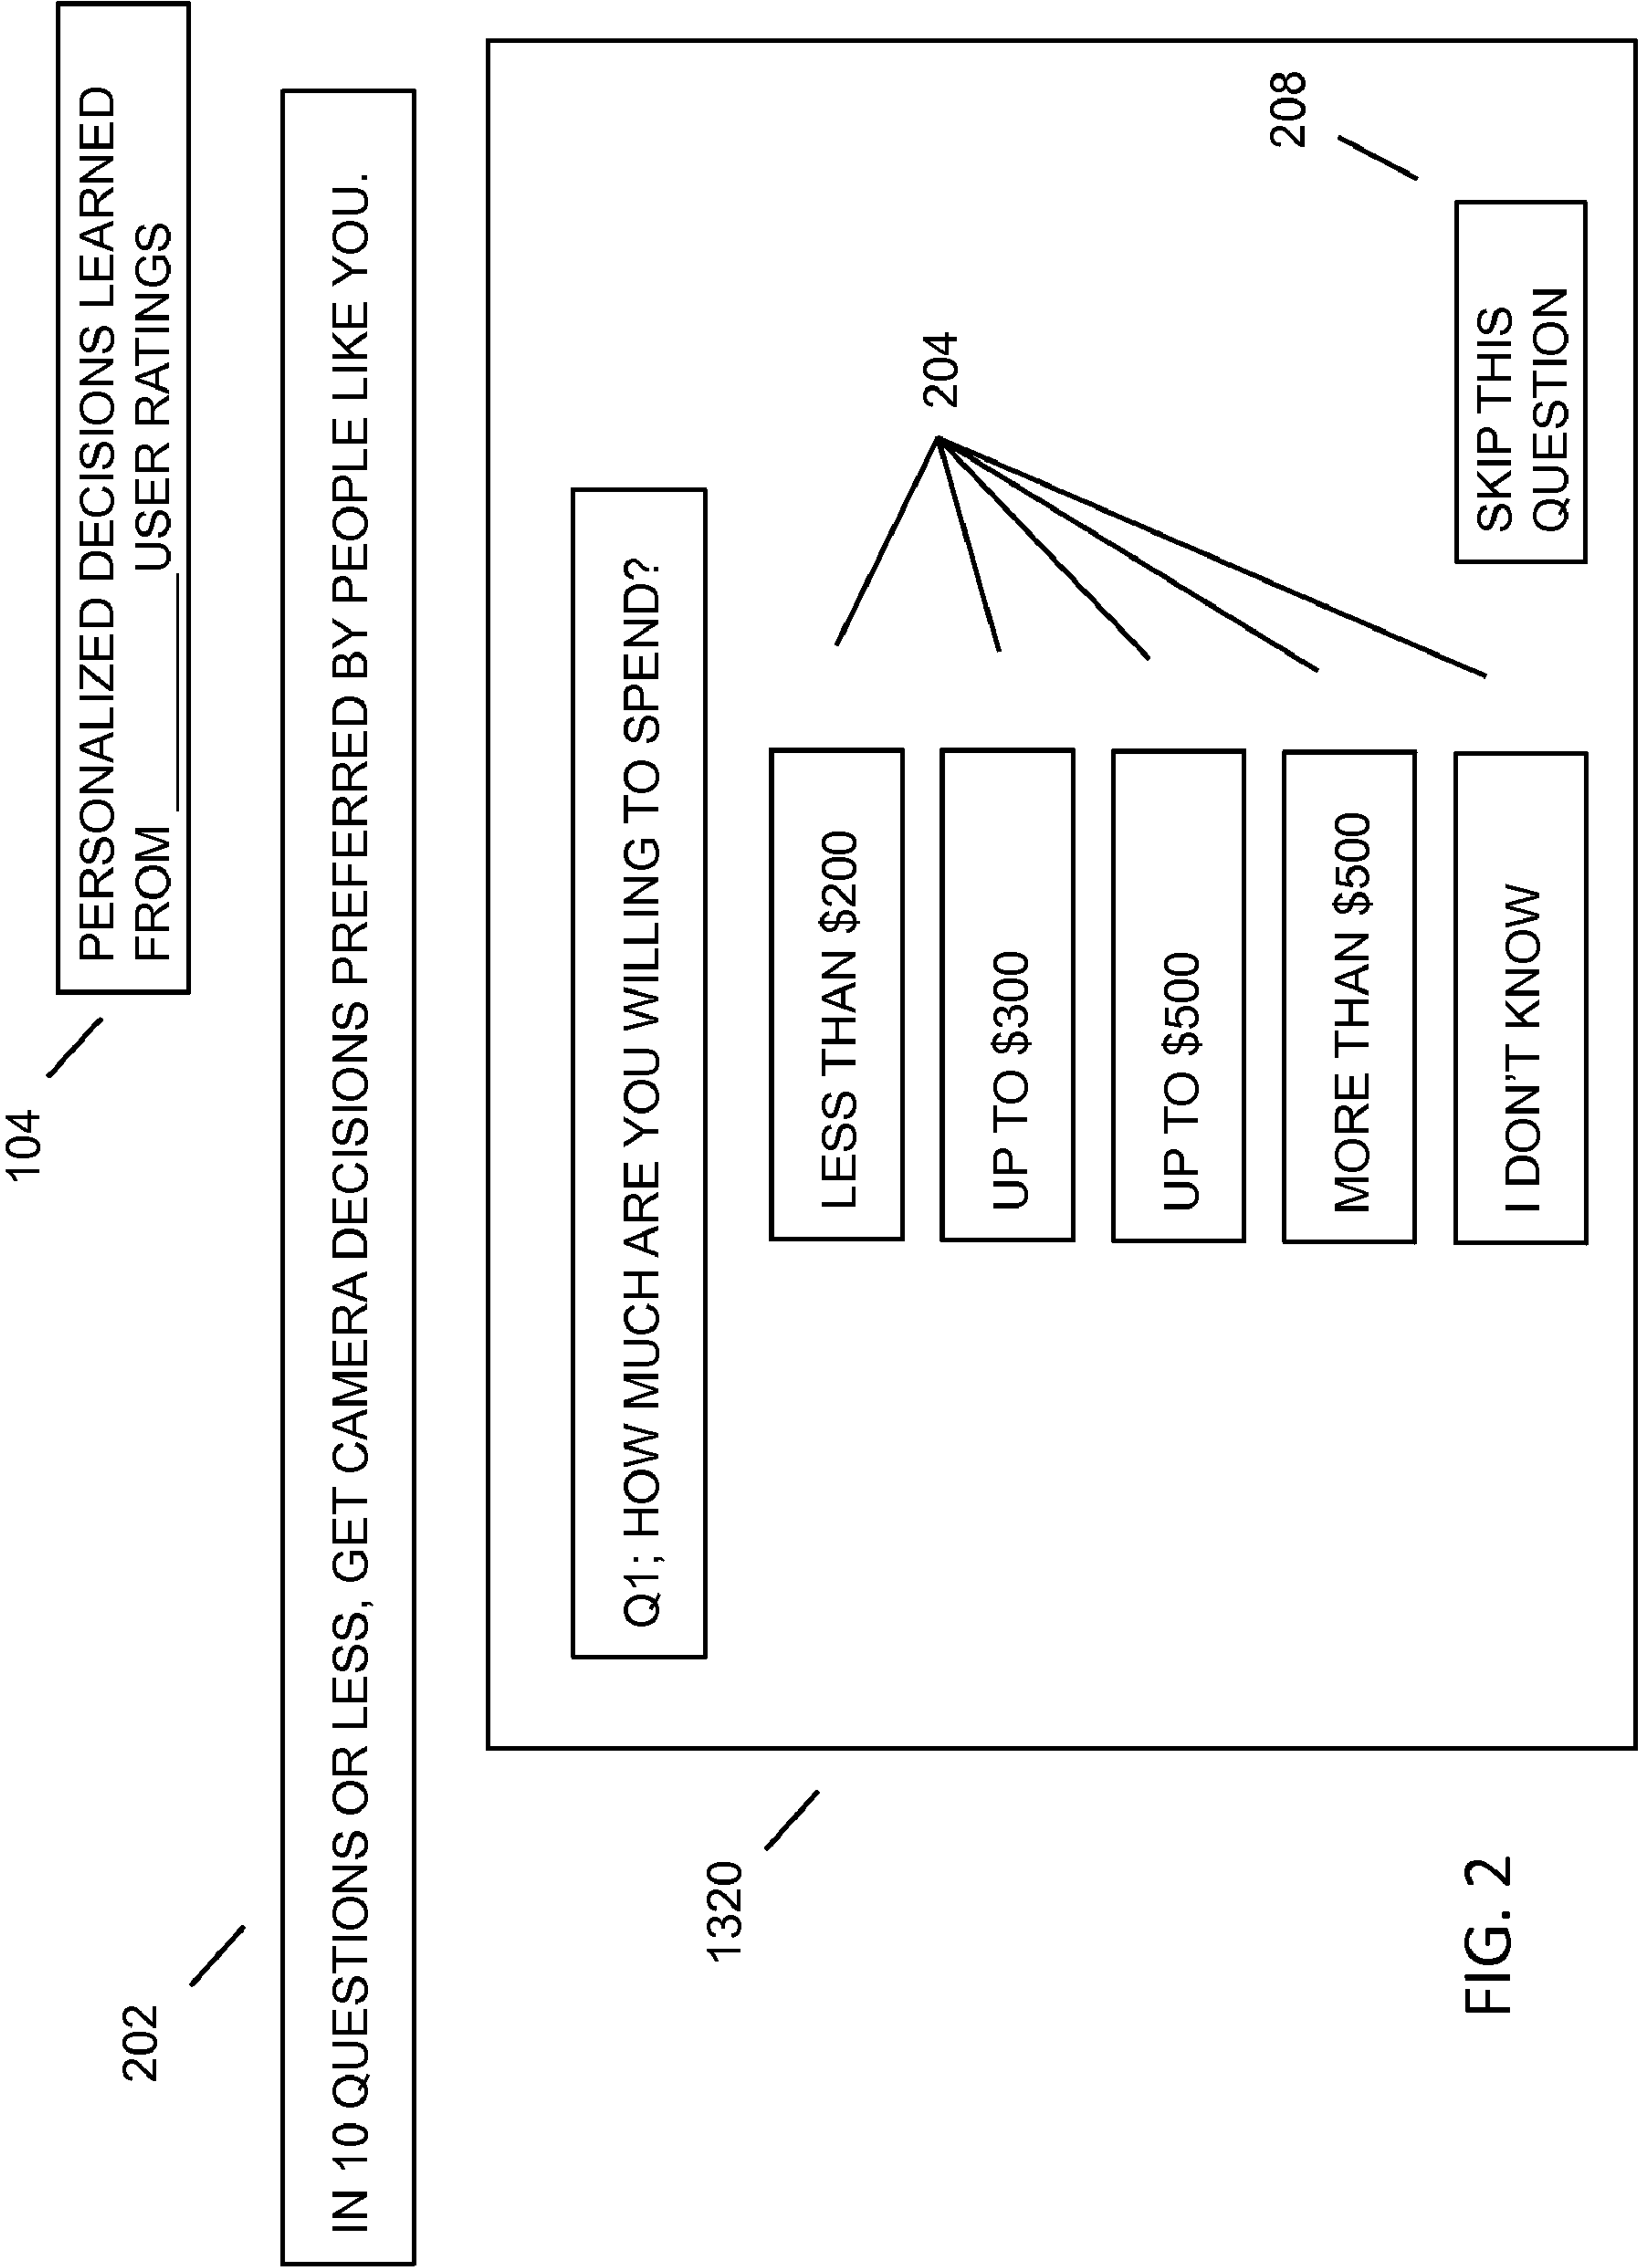 104
PERSONALIZED DECISIONS LEARNED
FROM __________ USER RATINGS
202
IN 10 QUESTIONS OR LESS, GET CAMERA DECISIONS PREFERRED BY PEOPLE LIKE YOU.
1320
Q1; HOW MUCH ARE YOU WILLING TO SPEND?
LESS THAN $200
204
UP TO $300
UP TO $500
MORE THAN $500
I DON'T KNOW
208
SKIP THIS
QUESTION
FIG. 2